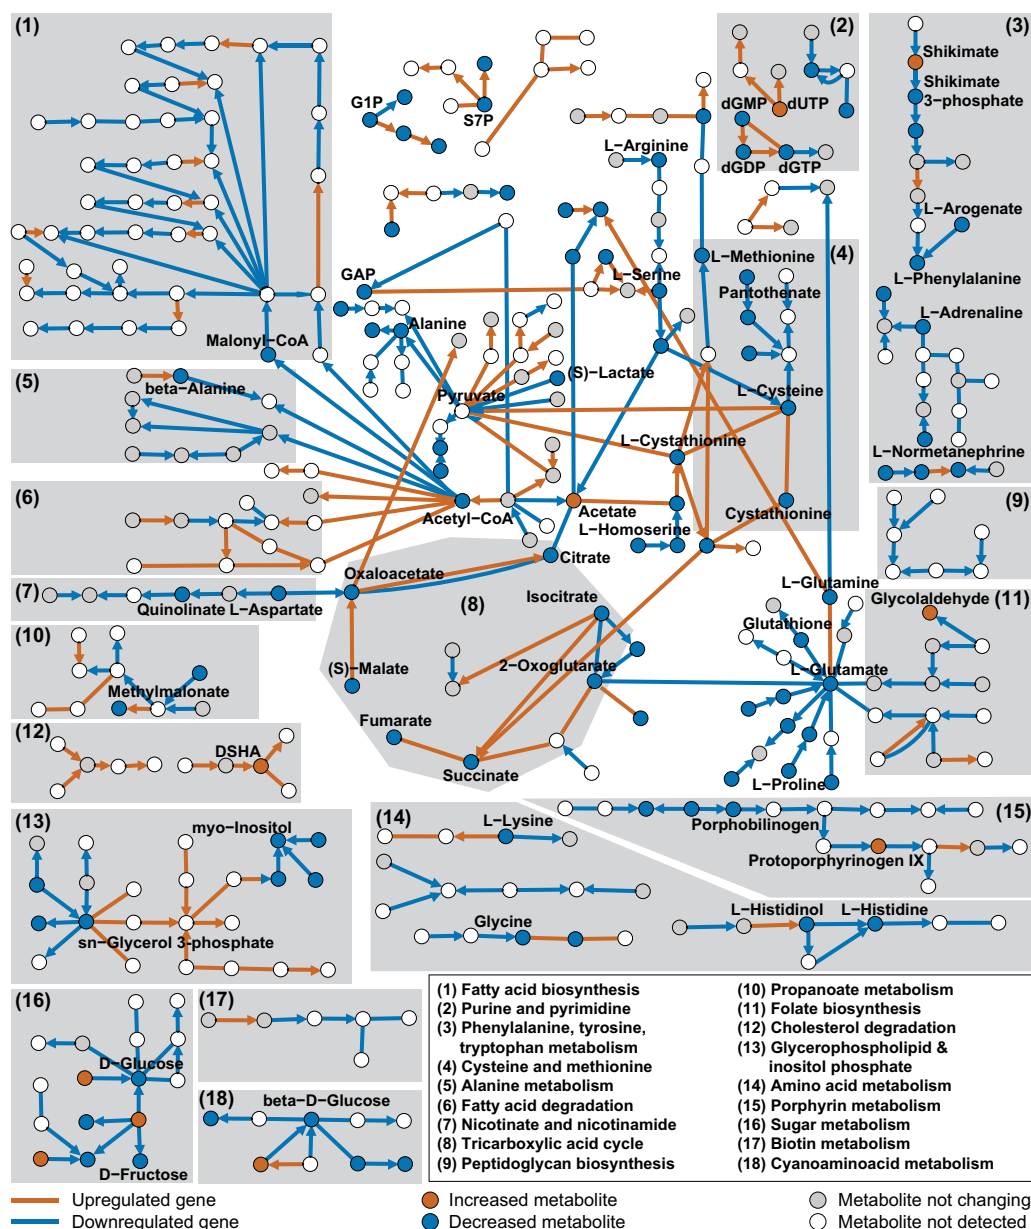 (1)
(2)
(3)
Shikimate
Shikimate
3-phosphate
L-Arogenate
L-Phenylalanine
L-Adrenaline
L-Normetanephrine
G1P
S7P
dGMP
dUTP
dGDP
dGTP
L-Arginine
(4)
L-Methionine
Pantothenate
L-Serine
GAP
Alanine
Malonyl-CoA
(S)-Lactate
Pyruvate
L-Cysteine
(5)
beta-Alanine
L-Cystathionine
(6)
Acetyl-CoA
Acetate
Cystathionine
L-Homoserine
(9)
Citrate
Oxaloacetate
(7)
Quinolinate
L-Aspartate
(8)
Isocitrate
L-Glutamine
Glutathione
Glycolaldehyde
(11)
(10)
Methylmalonate
(S)-Malate
2-Oxoglutarate
L-Glutamate
Fumarate
Succinate
L-Proline
(12)
DSHA
(13)
myo-Inositol
sn-Glycerol 3-phosphate
(14)
L-Lysine
Glycine
(15)
Porphobilinogen
Protoporphyrinogen IX
L-Histidinol
L-Histidine
(16)
D-Glucose
D-Fructose
(17)
(18)
beta-D-Glucose
(1) Fatty acid biosynthesis
(2) Purine and pyrimidine
(3) Phenylalanine, tyrosine,
tryptophan metabolism
(4) Cysteine and methionine
(5) Alanine metabolism
(6) Fatty acid degradation
(7) Nicotinate and nicotinamide
(8) Tricarboxylic acid cycle
(9) Peptidoglycan biosynthesis
(10) Propanoate metabolism
(11) Folate biosynthesis
(12) Cholesterol degradation
(13) Glycerophospholipid &
inositol phosphate
(14) Amino acid metabolism
(15) Porphyrin metabolism
(16) Sugar metabolism
(17) Biotin metabolism
(18) Cyanoaminoacid metabolism
Upregulated gene
Downregulated gene
Increased metabolite
Decreased metabolite
Metabolite not changing
Metabolite not detected